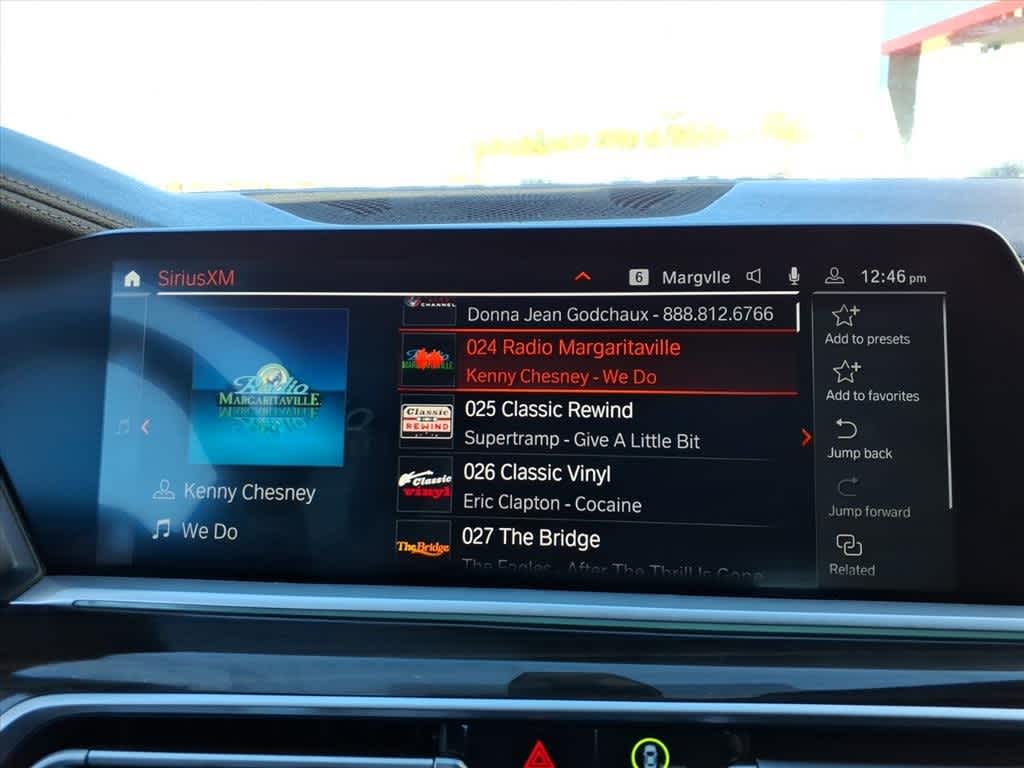 SiriusXM
6 Margvlle
12:46 pm
CHANNEL
Donna Jean Godchaux - 888.812.6766
024 Radio Margaritaville
Kenny Chesney - We Do
Classic
REWIND
025 Classic Rewind
Supertramp - Give A Little Bit
Classic
vinyl
026 Classic Vinyl
Eric Clapton - Cocaine
The Bridge
027 The Bridge
The Eagles - After The Thrill Is Gone
Radio
MARGARITAVILLE
Kenny Chesney
We Do
Add to presets
Add to favorites
Jump back
Jump forward
Related